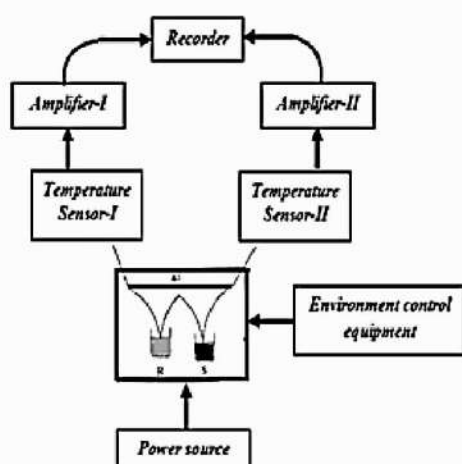 Recorder
Amplifier-I
Amplifier-II
Temperature
Sensor-I
Temperature
Sensor-II
R S
Environment control
equipment
Power source